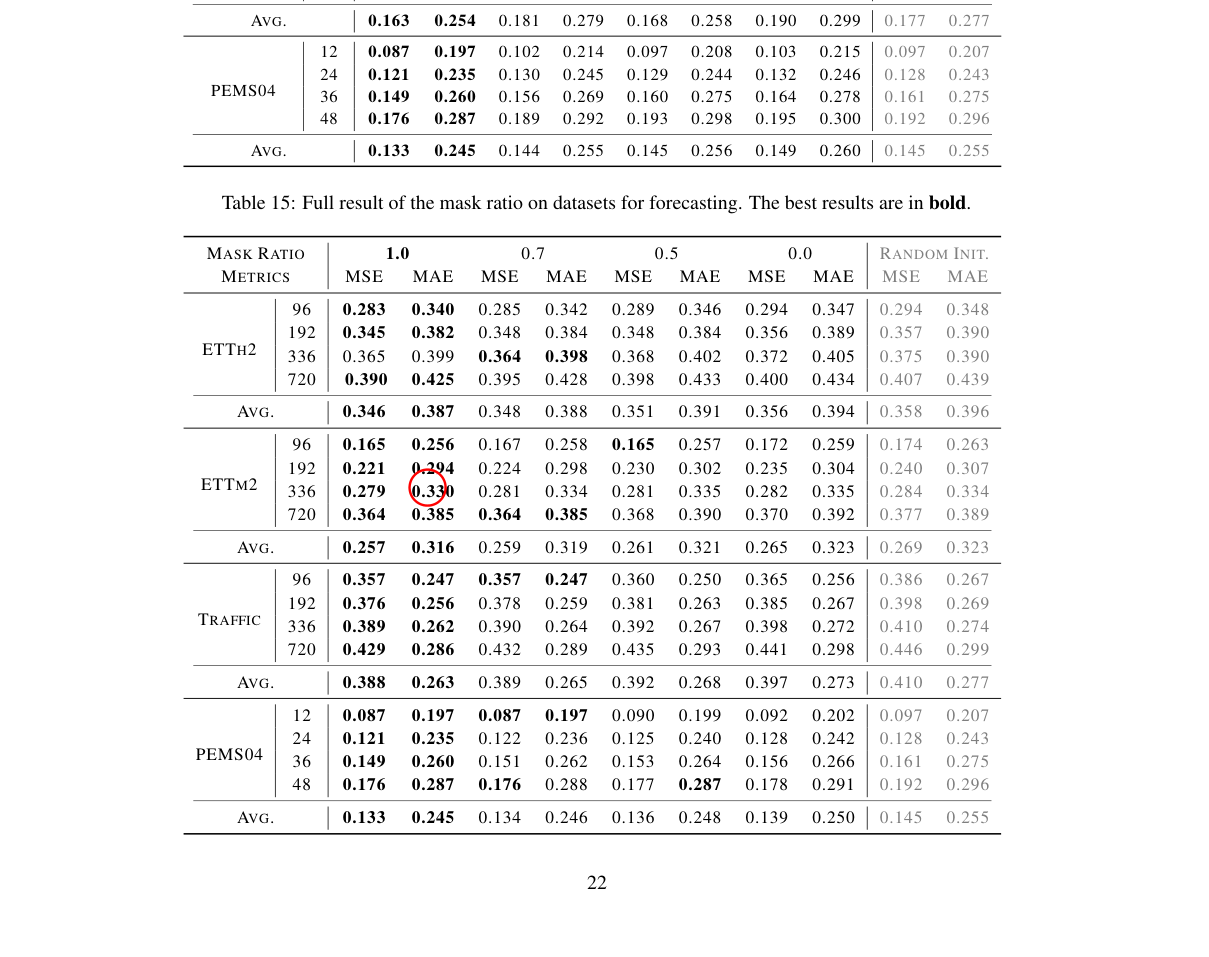 AVG. 0.163 0.254 0.181 0.279 0.168 0.258 0.190 0.299 0.177 0.277
12 0.087 0.197 0.102 0.214 0.097 0.208 0.103 0.215 0.097 0.207
24 0.121 0.235 0.130 0.245 0.129 0.244 0.132 0.246 0.128 0.243
PEMS04
36 0.149 0.260 0.156 0.269 0.160 0.275 0.164 0.278 0.161 0.275
48 0.176 0.287 0.189 0.292 0.193 0.298 0.195 0.300 0.192 0.296
AVG. 0.133 0.245 0.144 0.255 0.145 0.256 0.149 0.260 0.145 0.255
Table 15: Full result of the mask ratio on datasets for forecasting. The best results are in bold.
MASK RATIO 1.0 0.7 0.5 0.0 RANDOM INIT.
METRICS MSE MAE MSE MAE MSE MAE MSE MAE MSE MAE
96 0.283 0.340 0.285 0.342 0.289 0.346 0.294 0.347 0.294 0.348
192 0.345 0.382 0.348 0.384 0.348 0.384 0.356 0.389 0.357 0.390
ETTH2
336 0.365 0.399 0.364 0.398 0.368 0.402 0.372 0.405 0.375 0.390
720 0.390 0.425 0.395 0.428 0.398 0.433 0.400 0.434 0.407 0.439
AVG. 0.346 0.387 0.348 0.388 0.351 0.391 0.356 0.394 0.358 0.396
96 0.165 0.256 0.167 0.258 0.165 0.257 0.172 0.259 0.174 0.263
192 0.221 0.294 0.224 0.298 0.230 0.302 0.235 0.304 0.240 0.307
ETTM2
336 0.279 0.330 0.281 0.334 0.281 0.335 0.282 0.335 0.284 0.334
720 0.364 0.385 0.364 0.385 0.368 0.390 0.370 0.392 0.377 0.389
AVG. 0.257 0.316 0.259 0.319 0.261 0.321 0.265 0.323 0.269 0.323
96 0.357 0.247 0.357 0.247 0.360 0.250 0.365 0.256 0.386 0.267
192 0.376 0.256 0.378 0.259 0.381 0.263 0.385 0.267 0.398 0.269
TRAFFIC
336 0.389 0.262 0.390 0.264 0.392 0.267 0.398 0.272 0.410 0.274
720 0.429 0.286 0.432 0.289 0.435 0.293 0.441 0.298 0.446 0.299
AVG. 0.388 0.263 0.389 0.265 0.392 0.268 0.397 0.273 0.410 0.277
12 0.087 0.197 0.087 0.197 0.090 0.199 0.092 0.202 0.097 0.207
24 0.121 0.235 0.122 0.236 0.125 0.240 0.128 0.242 0.128 0.243
PEMS04
36 0.149 0.260 0.151 0.262 0.153 0.264 0.156 0.266 0.161 0.275
48 0.176 0.287 0.176 0.288 0.177 0.287 0.178 0.291 0.192 0.296
AVG. 0.133 0.245 0.134 0.246 0.136 0.248 0.139 0.250 0.145 0.255
22